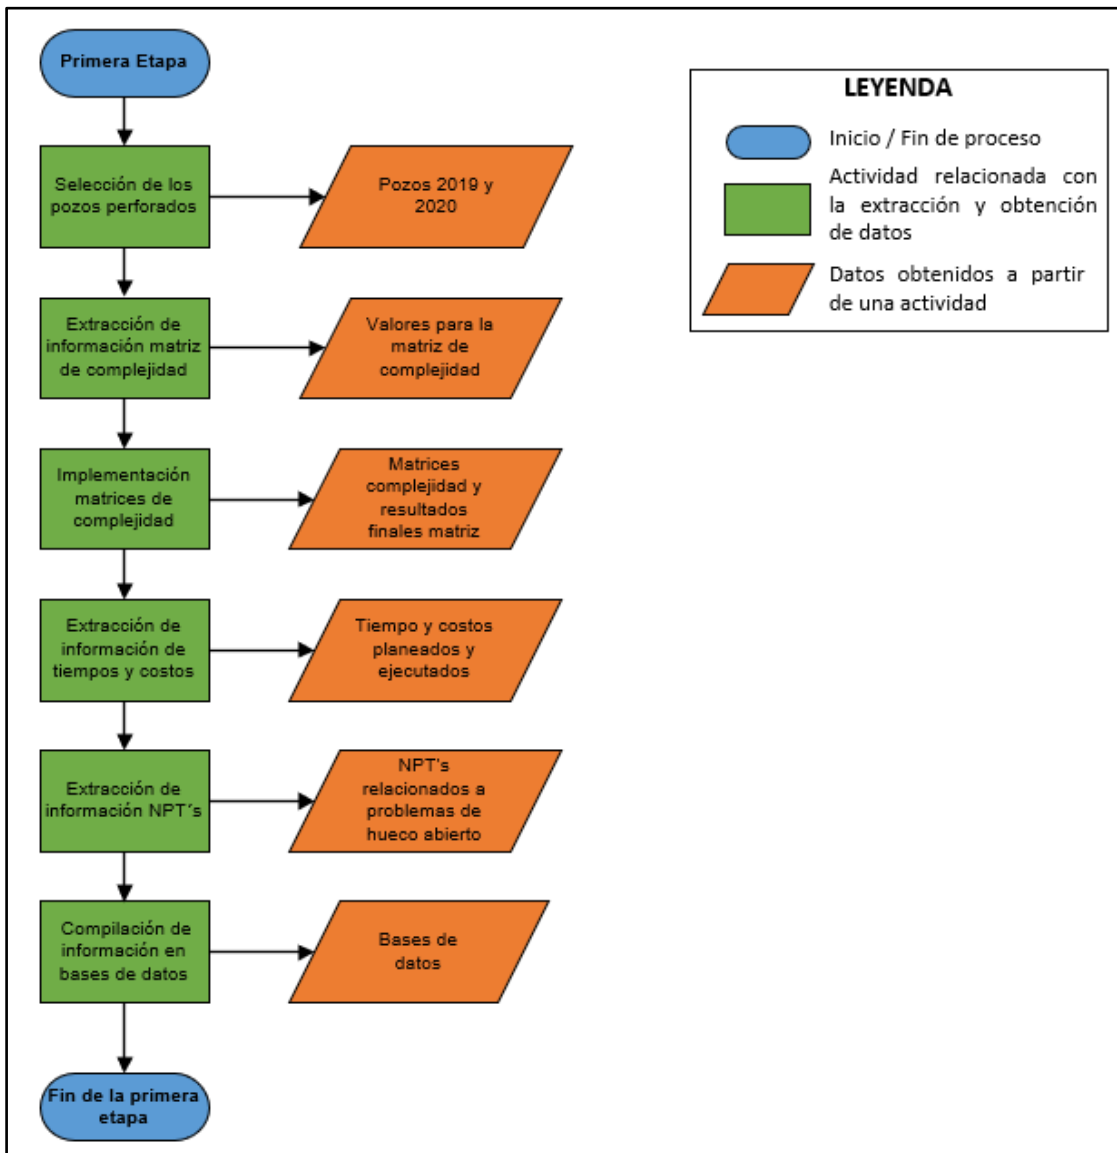 Primera Etapa
Selección de los
pozos perforados
Pozos 2019 y
2020
Extracción de
información matriz
de complejidad
Valores para la
matriz de
complejidad
Implementación
matrices de
complejidad
Matrices
complejidad y
resultados
finales matriz
Extracción de
información de
tiempos y costos
Tiempo y costos
planeados y
ejecutados
Extracción de
información NPT´s
NPT's
relacionados a
problemas de
hueco abierto
Compilación de
información en
bases de datos
Bases de
datos
Fin de la primera
etapa
LEYENDA
Inicio / Fin de proceso
Actividad relacionada con
la extracción y obtención
de datos
Datos obtenidos a partir
de una actividad